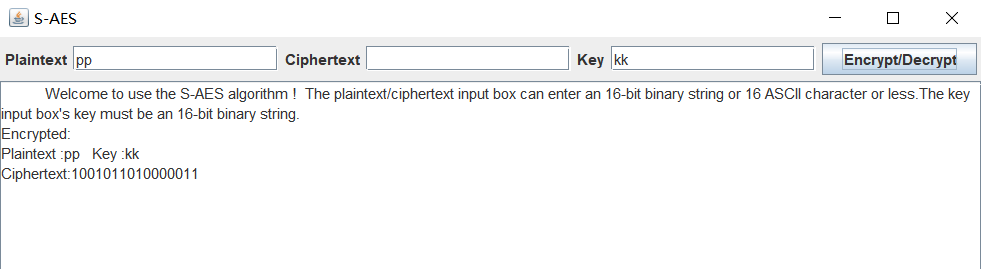 S-AES
Plaintext pp Ciphertext Key kk Encrypt/Decrypt
Welcome to use the S-AES algorithm！ The plaintext/ciphertext input box can enter an 16-bit binary string or 16 ASCII character or less.The key
input box's key must be an 16-bit binary string.
Encrypted:
Plaintext :pp Key :kk
Ciphertext:1001011010000011